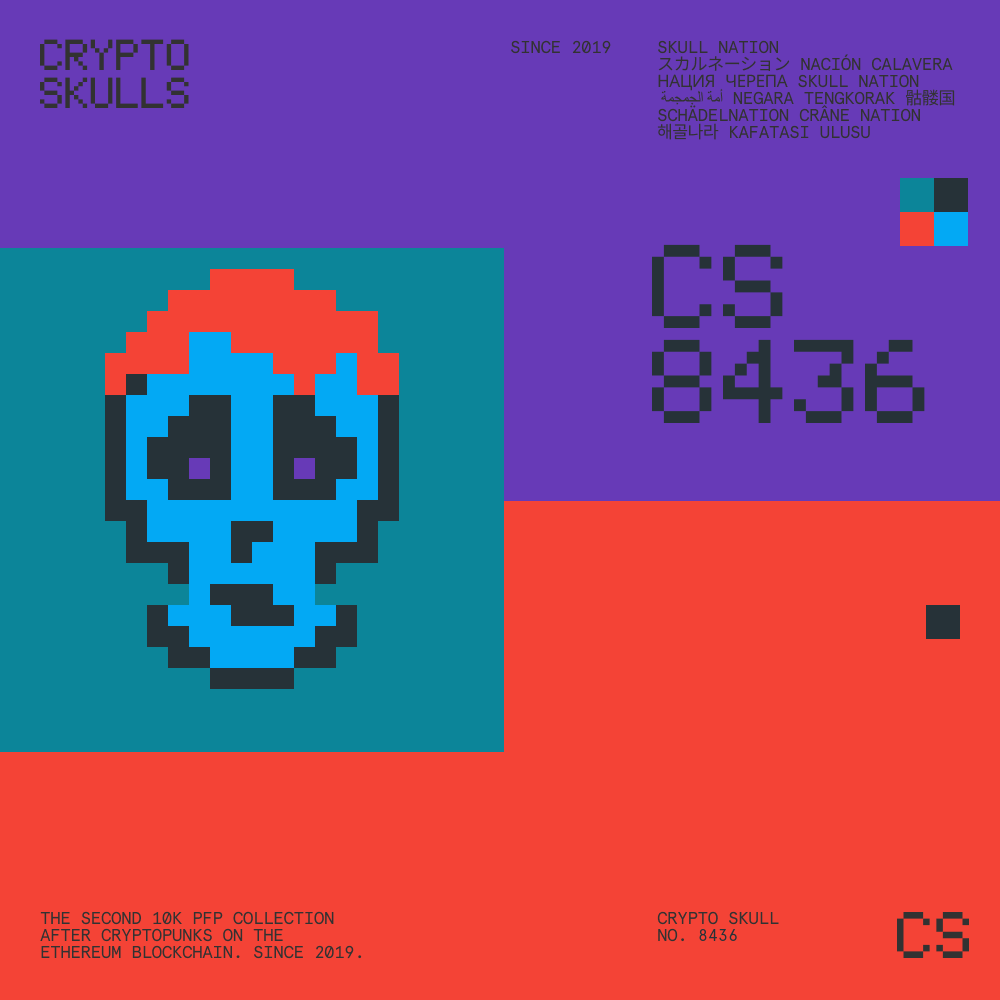 CRYPTO
SKULLS
SINCE 2019
SKULL NATION
スカルネーション NACIÓN CALAVERA
НАЦИЯ ЧЕРЕПА SKULL NATION
أمة الجمجمة NEGARA TENGKORAK 骷髅国
SCHÄDELNATION CRÂNE NATION
해골나라 KAFATASI ULUSU
CS
8436
THE SECOND 10K PFP COLLECTION
AFTER CRYPTOPUNKS ON THE
ETHEREUM BLOCKCHAIN. SINCE 2019.
CRYPTO SKULL
NO. 8436
CS